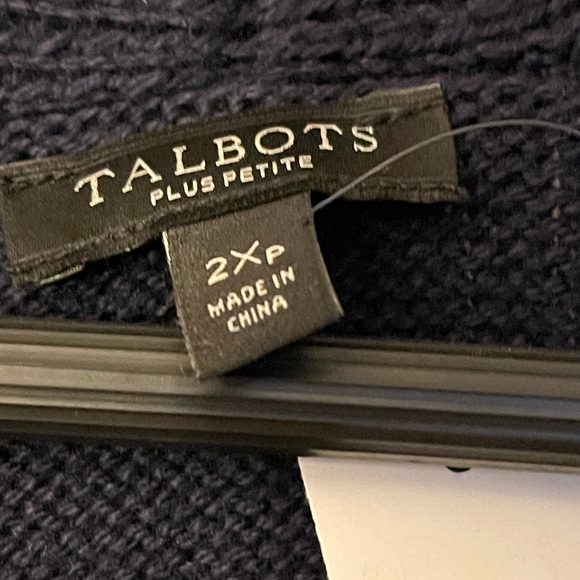 TALBOTS
PLUS PETITE
2XP
MADE IN
CHINA